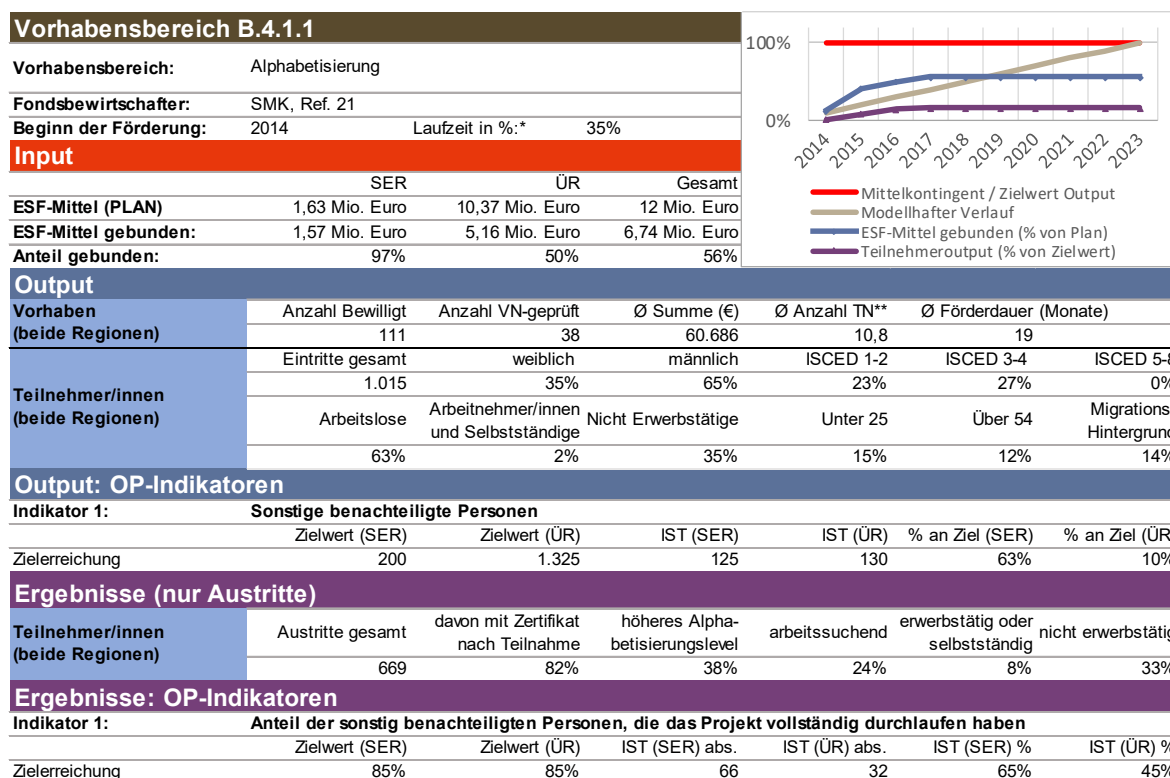 Vorhabensbereich B.4.1.1
Vorhabensbereich: Alphabetisierung
Fondsbewirtschafter: SMK, Ref. 21
Beginn der Förderung: 2014 Laufzeit in %:* 35%
100%
0%
2014 2015 2016 2017 2018 2019 2020 2021 2022 2023
Mittelkontingent / Zielwert Output
Modellhafter Verlauf
ESF-Mittel gebunden (% von Plan)
Teilnehmeroutput (% von Zielwert)
Input
SER ÜR Gesamt
ESF-Mittel (PLAN) 1,63 Mio. Euro 10,37 Mio. Euro 12 Mio. Euro
ESF-Mittel gebunden: 1,57 Mio. Euro 5,16 Mio. Euro 6,74 Mio. Euro
Anteil gebunden: 97% 50% 56%
Output
Vorhaben Anzahl Bewilligt Anzahl VN-geprüft Ø Summe (€) Ø Anzahl TN** Ø Förderdauer (Monate)
(beide Regionen) 111 38 60.686 10,8 19
Eintritte gesamt weiblich männlich ISCED 1-2 ISCED 3-4 ISCED 5-8
1.015 35% 65% 23% 27% 0%
Teilnehmer/innen
(beide Regionen)
Arbeitslose Arbeitnehmer/innen und Selbstständige Nicht Erwerbstätige Unter 25 Über 54 Migrations- Hintergrund
63% 2% 35% 15% 12% 14%
Output: OP-Indikatoren
Indikator 1: Sonstige benachteiligte Personen
Zielwert (SER) Zielwert (ÜR) IST (SER) IST (ÜR) % an Ziel (SER) % an Ziel (ÜR
Zielerreichung 200 1.325 125 130 63% 10%
Ergebnisse (nur Austritte)
Teilnehmer/innen
(beide Regionen)
Austritte gesamt davon mit Zertifikat nach Teilnahme höheres Alpha- betisierungslevel arbeitssuchend erwerbstätig oder selbstständig nicht erwerbstätig
669 82% 38% 24% 8% 33%
Ergebnisse: OP-Indikatoren
Indikator 1: Anteil der sonstig benachteiligten Personen, die das Projekt vollständig durchlaufen haben
Zielwert (SER) Zielwert (ÜR) IST (SER) abs. IST (ÜR) abs. IST (SER) % IST (ÜR) %
Zielerreichung 85% 85% 66 32 65% 45%